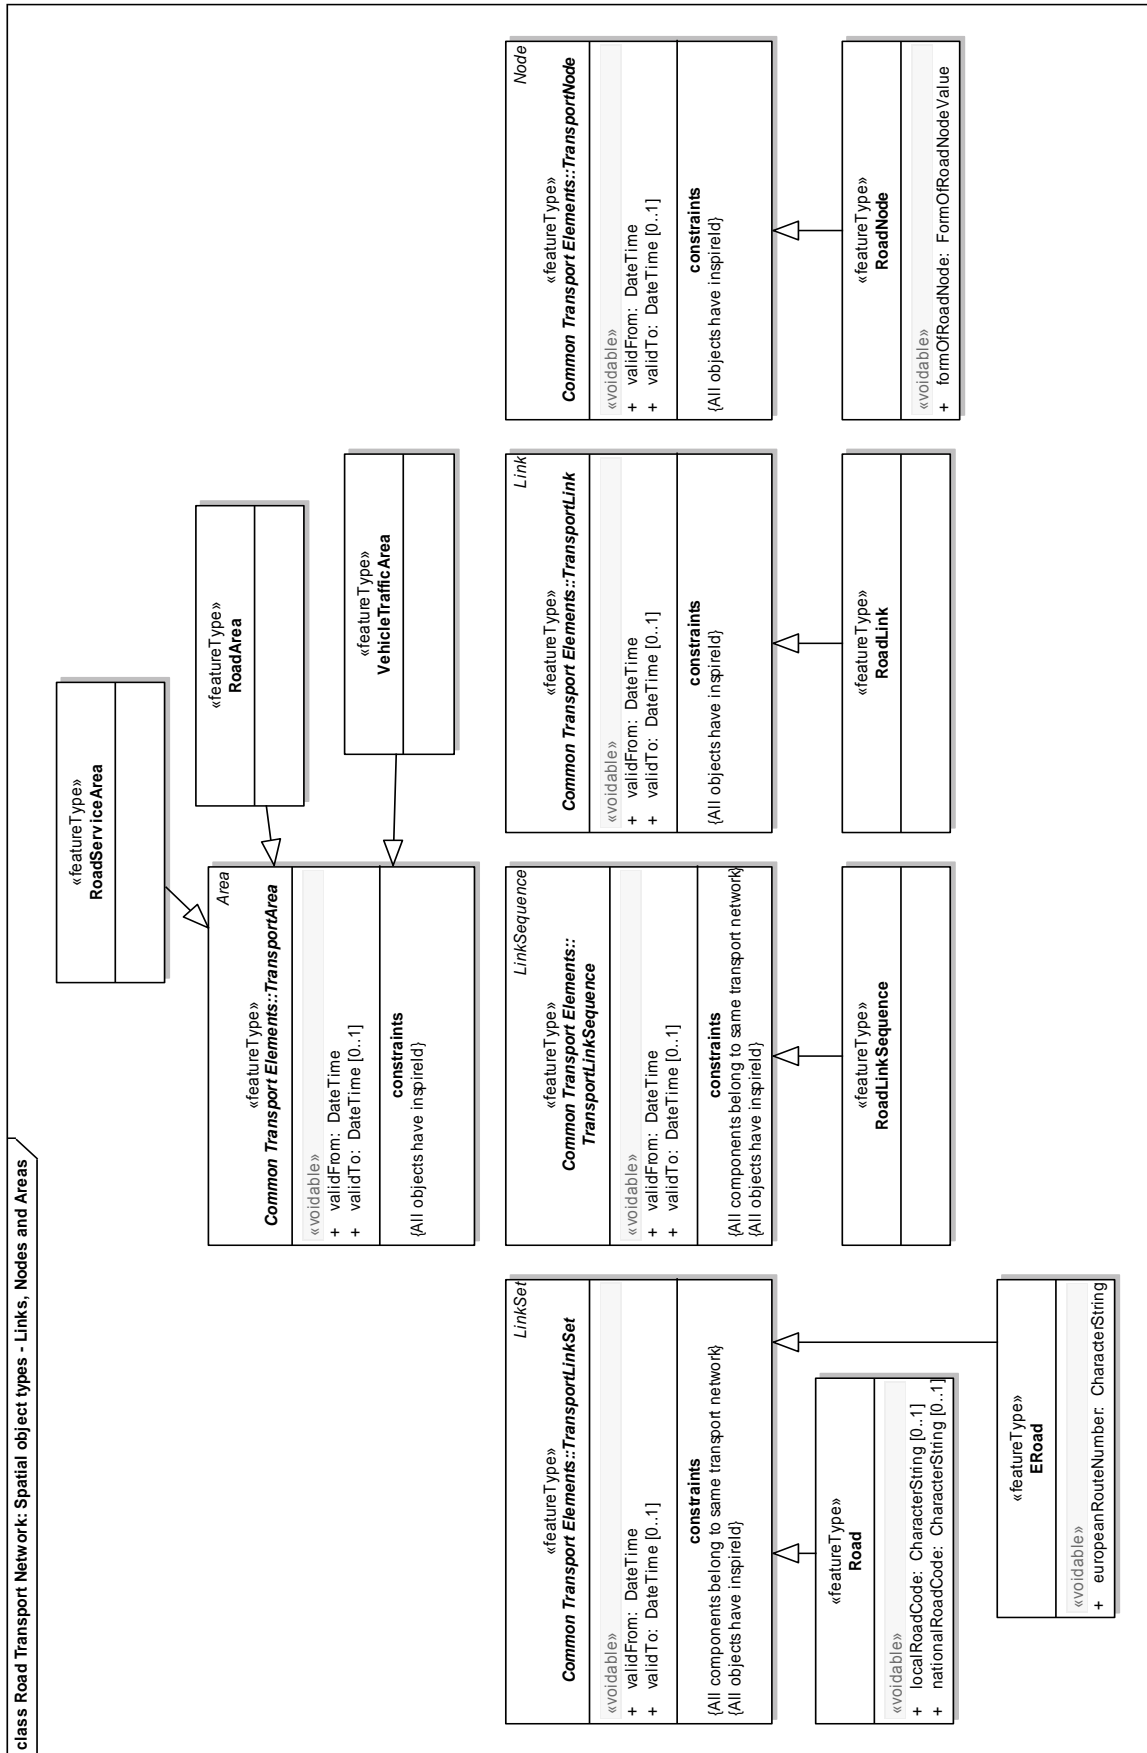 class Road Transport Network: Spatial object types - Links, Nodes and Areas
«featureType»
RoadServiceArea
«featureType»
RoadArea
«featureType»
VehicleTrafficArea
Area
«featureType»
Common Transport Elements::TransportArea
«voidable»
+ validFrom: DateTime
+ validTo: DateTime [0..1]
constraints
{All objects have inspireId}
LinkSet
«featureType»
Common Transport Elements::TransportLinkSet
«voidable»
+ validFrom: DateTime
+ validTo: DateTime [0..1]
constraints
{All components belong to same transport network}
{All objects have inspireId}
LinkSequence
«featureType»
Common Transport Elements::
TransportLinkSequence
«voidable»
+ validFrom: DateTime
+ validTo: DateTime [0..1]
constraints
{All components belong to same transport network}
{All objects have inspireId}
Link
«featureType»
Common Transport Elements::TransportLink
«voidable»
+ validFrom: DateTime
+ validTo: DateTime [0..1]
constraints
{All objects have inspireId}
Node
«featureType»
Common Transport Elements::TransportNode
«voidable»
+ validFrom: DateTime
+ validTo: DateTime [0..1]
constraints
{All objects have inspireId}
«featureType»
Road
«voidable»
+ localRoadCode: CharacterString [0..1]
+ nationalRoadCode: CharacterString [0..1]
«featureType»
ERoad
«voidable»
+ europeanRouteNumber: CharacterString
«featureType»
RoadLinkSequence
«featureType»
RoadLink
«featureType»
RoadNode
«voidable»
+ formOfRoadNode: FormOfRoadNodeValue